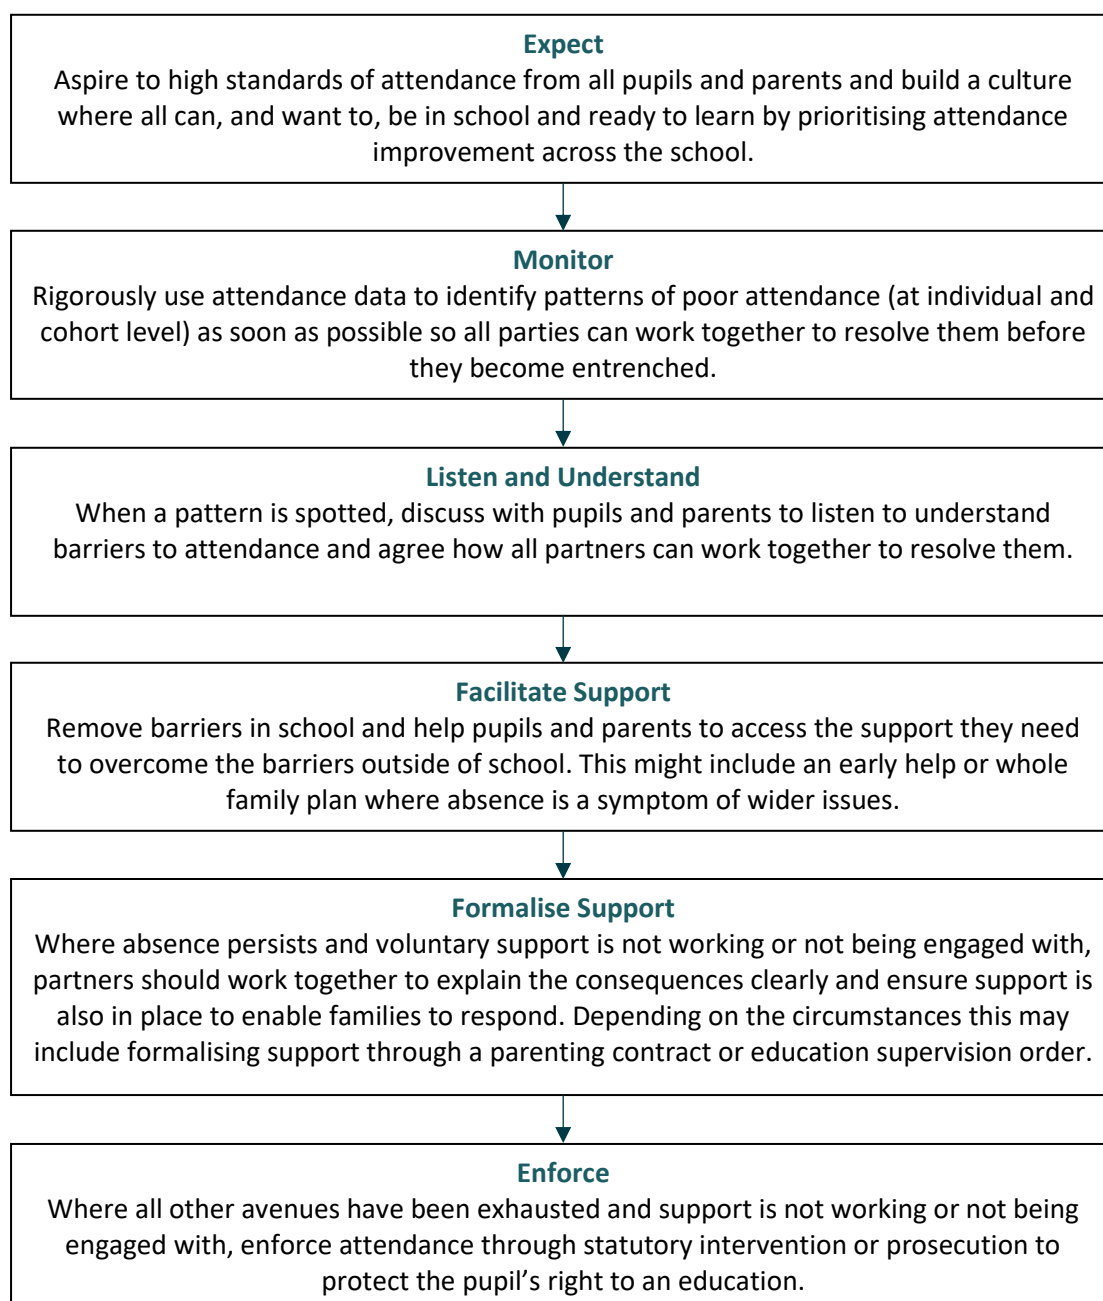 Expect
Aspire to high standards of attendance from all pupils and parents and build a culture
where all can, and want to, be in school and ready to learn by prioritising attendance
improvement across the school.
Monitor
Rigorously use attendance data to identify patterns of poor attendance (at individual and
cohort level) as soon as possible so all parties can work together to resolve them before
they become entrenched.
Listen and Understand
When a pattern is spotted, discuss with pupils and parents to listen to understand
barriers to attendance and agree how all partners can work together to resolve them.
Facilitate Support
Remove barriers in school and help pupils and parents to access the support they need
to overcome the barriers outside of school. This might include an early help or whole
family plan where absence is a symptom of wider issues.
Formalise Support
Where absence persists and voluntary support is not working or not being engaged with,
partners should work together to explain the consequences clearly and ensure support is
also in place to enable families to respond. Depending on the circumstances this may
include formalising support through a parenting contract or education supervision order.
Enforce
Where all other avenues have been exhausted and support is not working or not being
engaged with, enforce attendance through statutory intervention or prosecution to
protect the pupil’s right to an education.